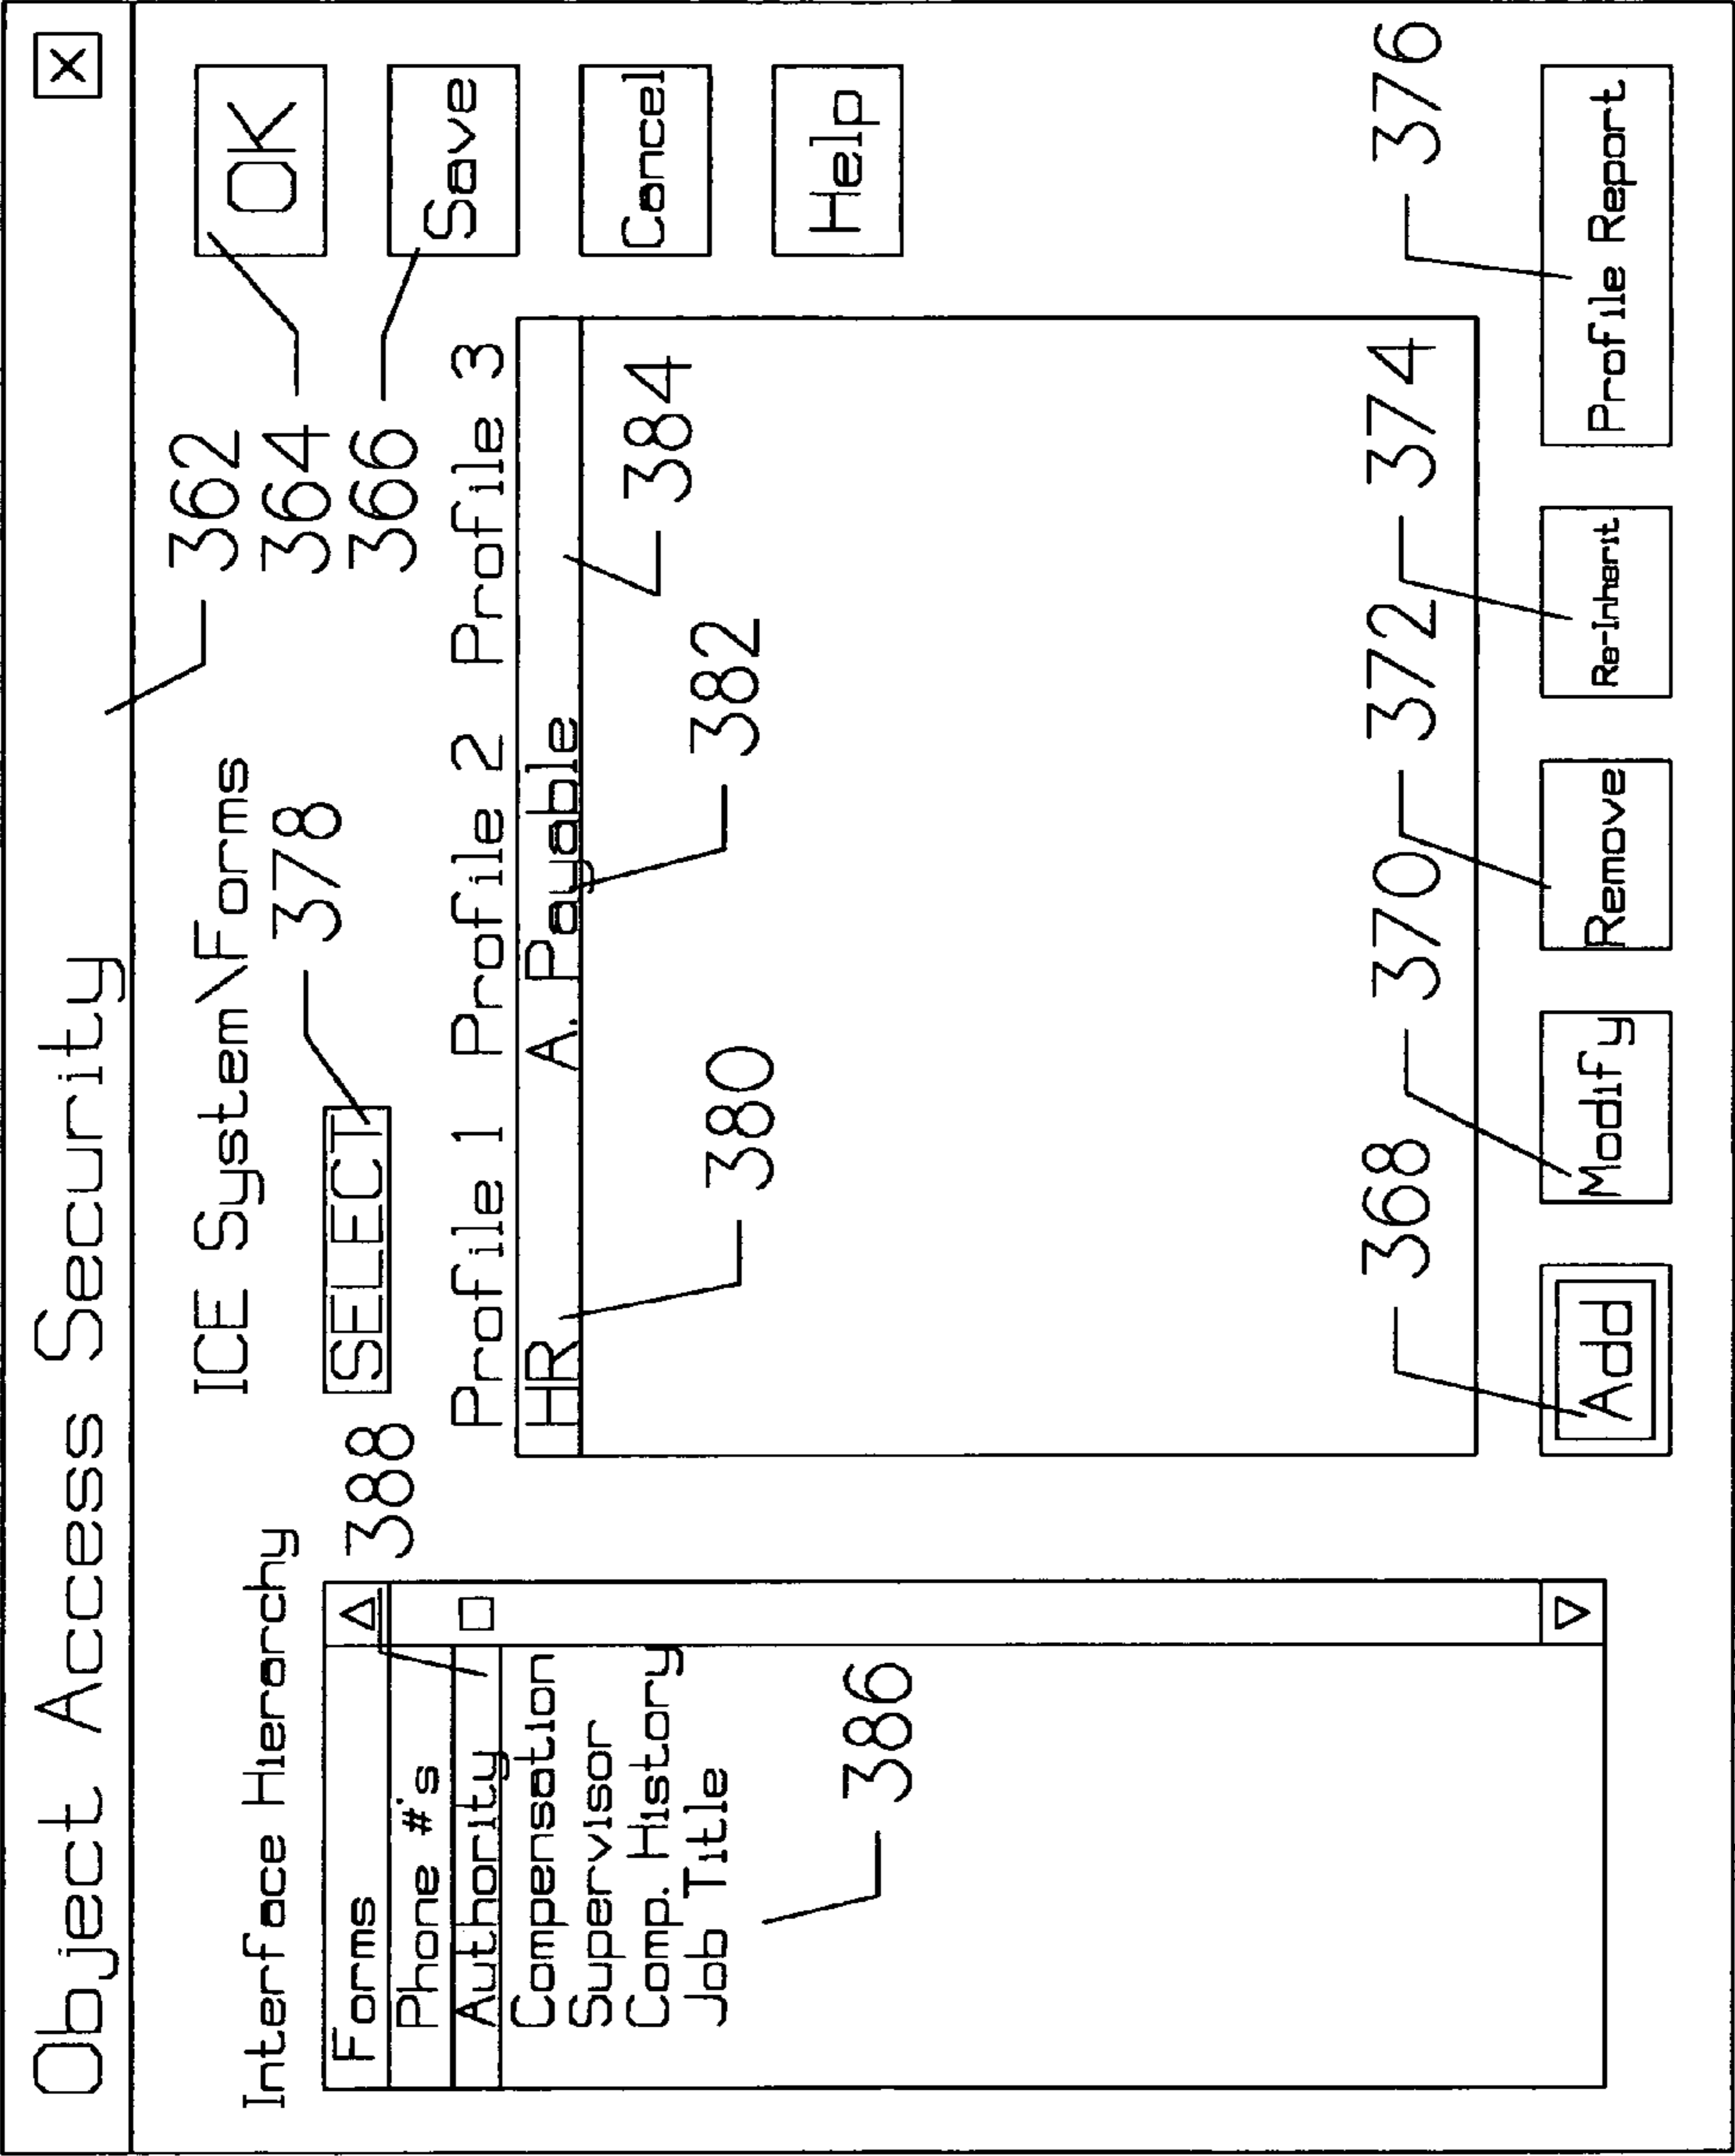 Object Access Security X
362
Interface Hierarchy
ICE System\Forms
OK
364
378
SELECT
Save
366
388
Forms
Phone #'s
Authority
Compensation
Supervisor
Comp. History
Job Title
386
Profile 1 Profile 2 Profile 3
HR A. Payable
Cancel
384
382
380
Help
368 370 372 374 376
Add Modify Remove Re-Inherit Profile Report